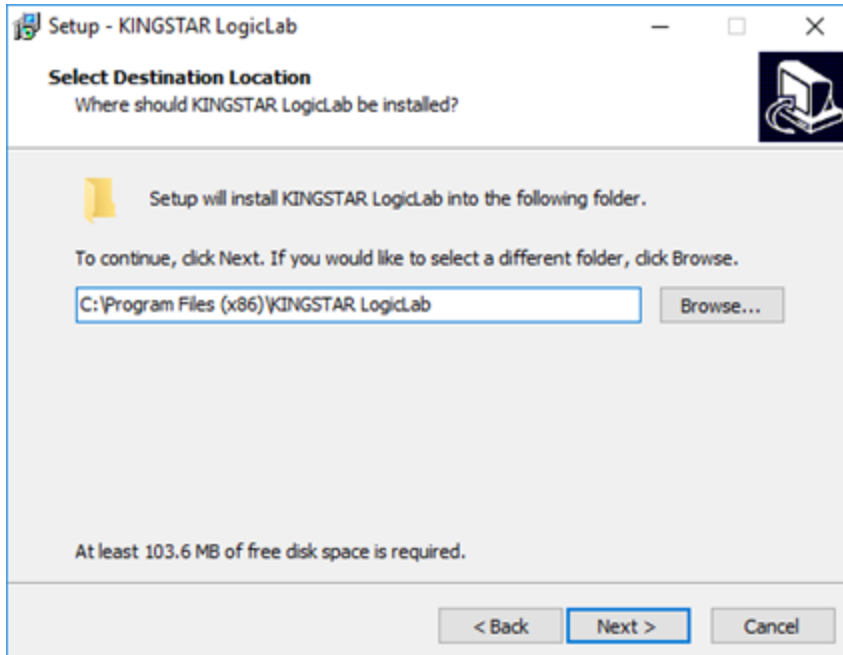 Setup - KINGSTAR LogicLab
Select Destination Location
Where should KINGSTAR LogicLab be installed?
Setup will install KINGSTAR LogicLab into the following folder.
To continue, click Next. If you would like to select a different folder, click Browse.
C:\Program Files (x86)\KINGSTAR LogicLab
Browse...
At least 103.6 MB of free disk space is required.
< Back
Next >
Cancel